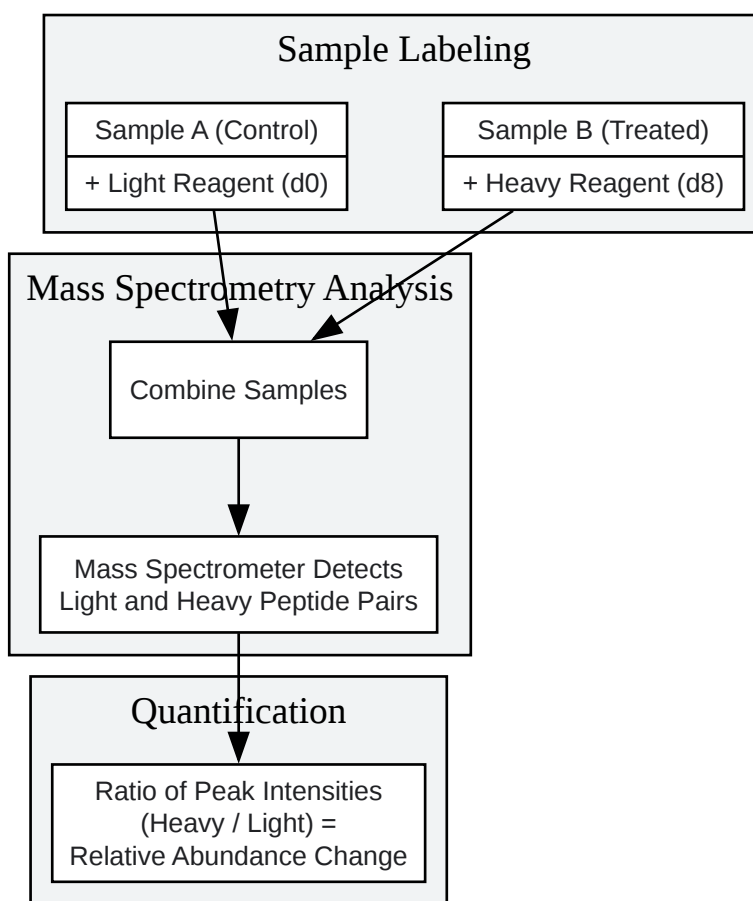 Sample Labeling
Sample A (Control)
+ Light Reagent (d0)
Sample B (Treated)
+ Heavy Reagent (d8)
Mass Spectrometry Analysis
Combine Samples
Mass Spectrometer Detects
Light and Heavy Peptide Pairs
Quantification
Ratio of Peak Intensities
(Heavy / Light) =
Relative Abundance Change